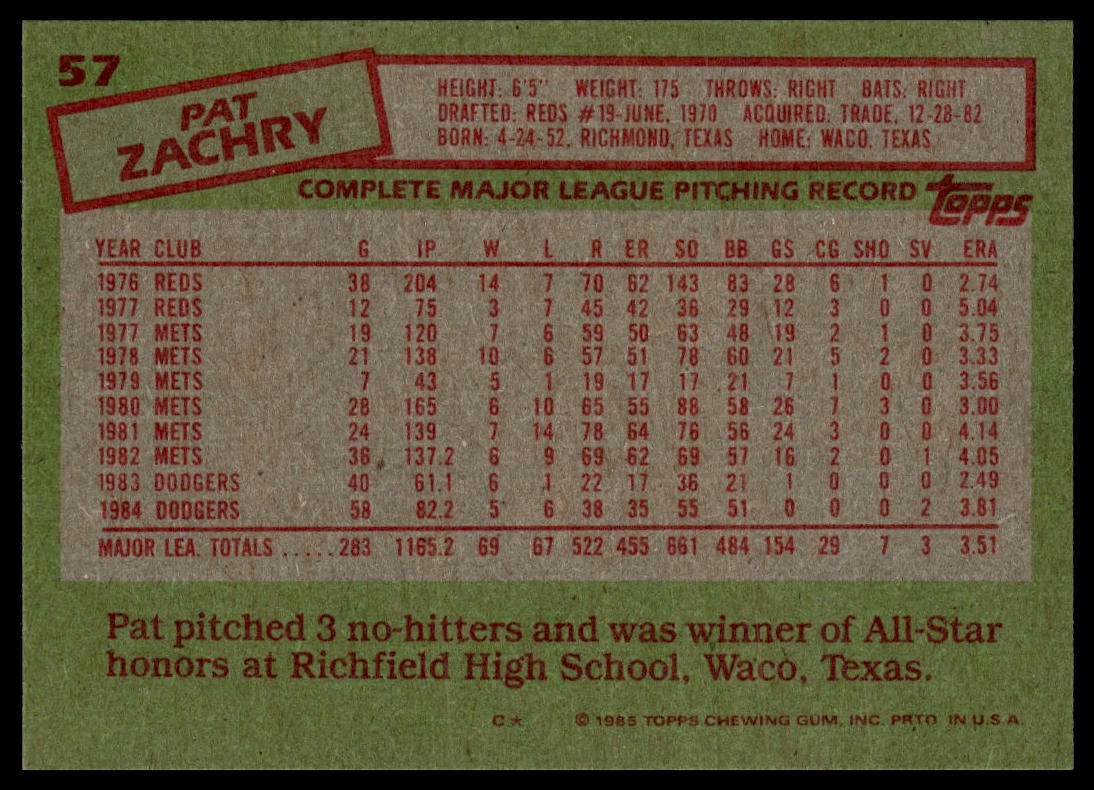 57
PAT
ZACHRY
HEIGHT: 6'5" WEIGHT: 175 THROWS: RIGHT BATS: RIGHT
DRAFTED: REDS #19-JUNE, 1970 ACQUIRED: TRADE, 12-28-82
BORN: 4-24-52, RICHMOND, TEXAS HOME: WACO, TEXAS
COMPLETE MAJOR LEAGUE PITCHING RECORD TOPPS
YEAR CLUB G IP W L R ER SO BB GS CG SHO SV ERA
1976 REDS 38 204 14 7 70 62 143 83 28 6 1 0 2.74
1977 REDS 12 75 3 7 45 42 36 29 12 3 0 0 5.04
1977 METS 19 120 7 6 59 50 63 48 19 2 1 0 3.75
1978 METS 21 138 10 6 57 51 78 60 21 5 2 0 3.33
1979 METS 7 43 5 1 19 17 17 21 7 1 0 0 3.56
1980 METS 28 165 6 10 65 55 88 58 26 7 3 0 3.00
1981 METS 24 139 7 14 78 64 76 56 24 3 0 0 4.14
1982 METS 36 137.2 6 9 69 62 69 57 16 2 0 1 4.05
1983 DODGERS 40 61.1 6 1 22 17 36 21 1 0 0 0 2.49
1984 DODGERS 58 82.2 5 6 38 35 55 51 0 0 0 2 3.81
MAJOR LEA. TOTALS ..... 283 1165.2 69 67 522 455 661 484 154 29 7 3 3.51
Pat pitched 3 no-hitters and was winner of All-Star
honors at Richfield High School, Waco, Texas.
C* © 1985 TOPPS CHEWING GUM, INC. PRTD. IN U.S.A.